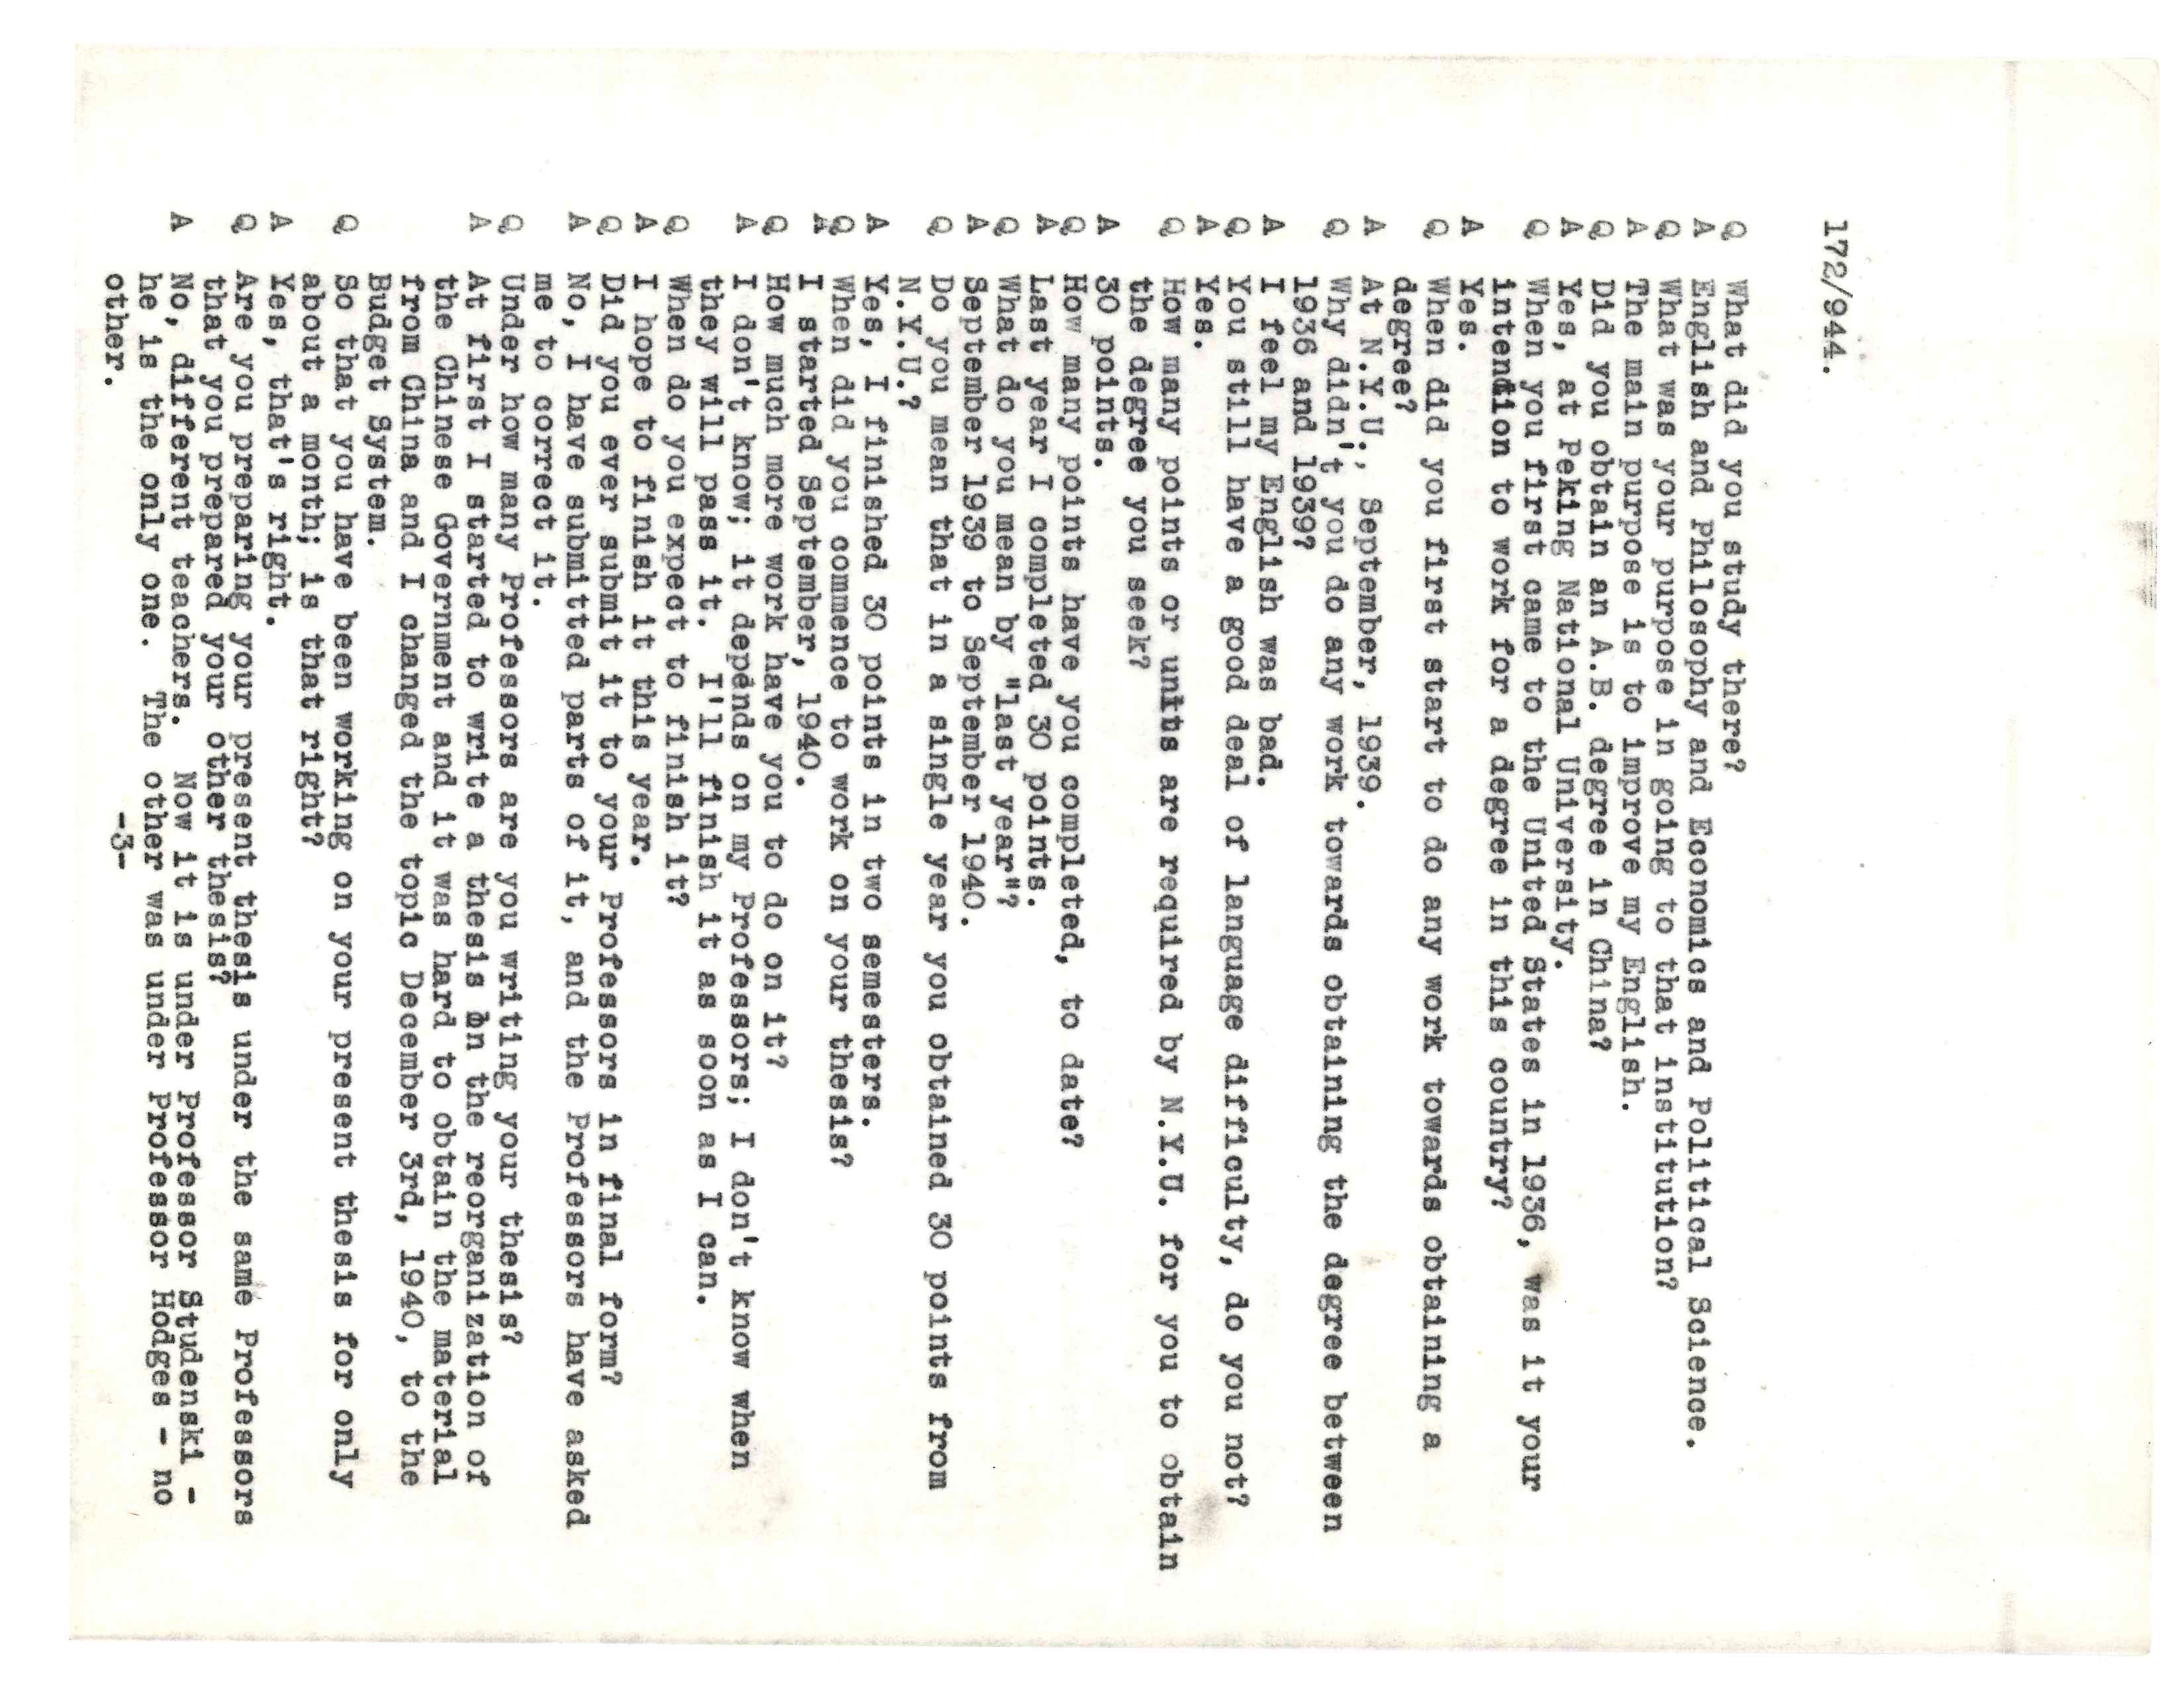 172/944.
Q What did you study there?
A English and Philosophy and Economics and Political Science.
Q What was your purpose in going to that institution?
A The main purpose is to improve my English.
Q Did you obtain an A.B. degree in China?
A Yes, at Peking National University.
Q When you first came to the United States in 1936, was it your
intention to work for a degree in this country?
A Yes.
Q When did you first start to do any work towards obtaining a
degree?
A At N.Y.U., September, 1939.
Q Why didn't you do any work towards obtaining the degree between
1936 and 1939?
A I feel my English was bad.
Q You still have a good deal of language difficulty, do you not?
A Yes.
Q How many points or units are required by N.Y.U. for you to obtain
the degree you seek?
A 30 points.
Q How many points have you completed, to date?
A Last year I completed 30 points.
Q What do you mean by "last year"?
A September 1939 to September 1940.
Q Do you mean that in a single year you obtained 30 points from
N.Y.U.?
A Yes, I finished 30 points in two semesters.
Q When did you commence to work on your thesis?
A I started September, 1940.
Q How much more work have you to do on it?
A I don't know; it depends on my Professors; I don't know when
they will pass it. I'll finish it as soon as I can.
Q When do you expect to finish it?
A I hope to finish it this year.
Q Did you ever submit it to your Professors in final form?
A No, I have submitted parts of it, and the Professors have asked
me to correct it.
Q Under how many Professors are you writing your thesis?
A At first I started to write a thesis on the reorganization of
the Chinese Government and it was hard to obtain the material
from China and I changed the topic December 3rd, 1940, to the
Budget System.
Q So that you have been working on your present thesis for only
about a month; is that right?
A Yes, that's right.
Q Are you preparing your present thesis under the same Professors
that you prepared your other thesis?
A No, different teachers. Now it is under Professor Studenski -
he is the only one. The other was under Professor Hodges - no
other.
-3-